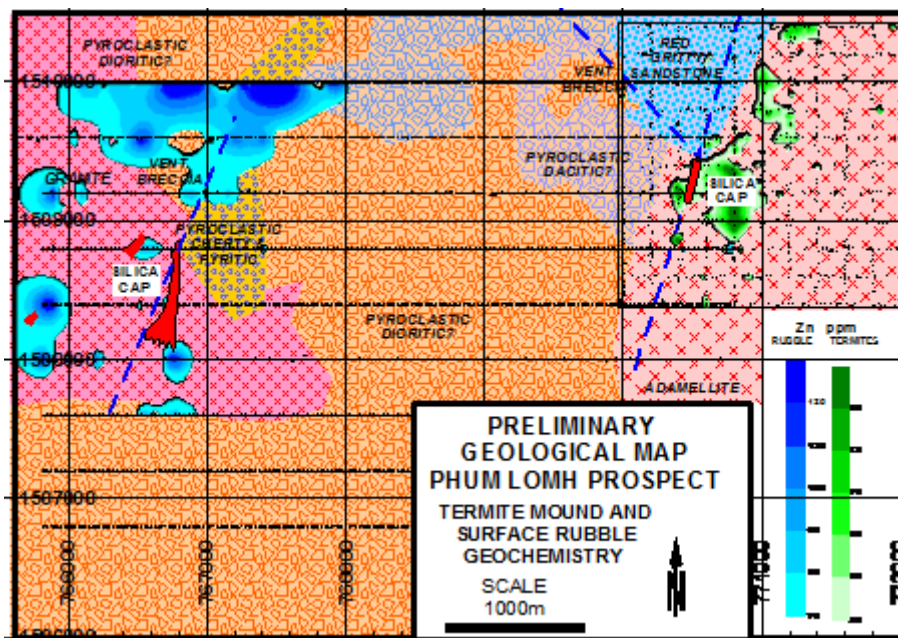 PYROCLASTIC
DIORITIC?
RED
GRITTY
SANDSTONE
1510000
VENT
BRECCIA
VENT
BRECCIA
PYROCLASTIC
DACITIC?
GRANITE
SILICA
CAP
1509000
PYROCLASTIC
CHERTY &
PYRITIC
SILICA
CAP
PYROCLASTIC
DIORITIC?
Zn ppm
RUBBLE TERMITES
1508000
ADAMELLITE
PRELIMINARY
GEOLOGICAL MAP
PHUM LOMH PROSPECT
TERMITE MOUND AND
SURFACE RUBBLE
GEOCHEMISTRY
SCALE
1000m
N
1507000
767000
771000